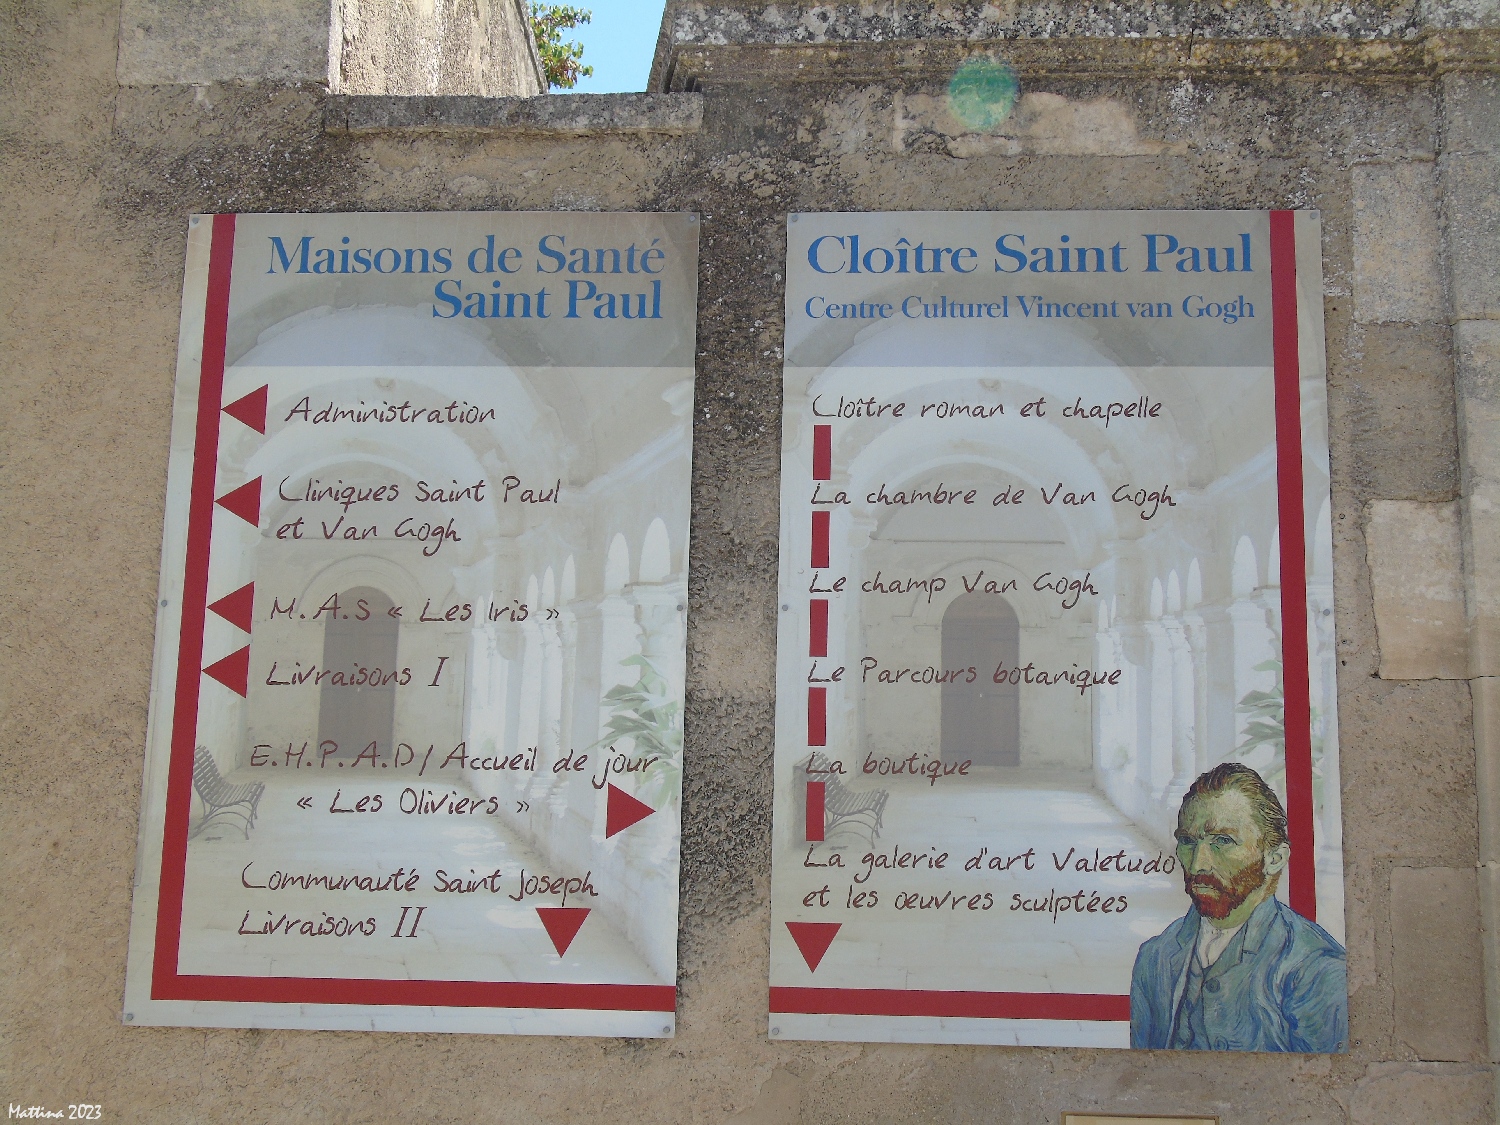 Maisons de Santé
Saint Paul
Administration
Cliniques Saint Paul
et Van Gogh
M.A.S « Les Iris »
Livraisons I
E.H.P.A.D/Accueil de jour
« Les Oliviers »
Communauté Saint Joseph
Livraisons II
Cloître Saint Paul
Centre Culturel Vincent van Gogh
Cloître roman et chapelle
La chambre de Van Gogh
Le champ Van Gogh
Le Parcours botanique
La boutique
La galerie d'art Valetudo
et les œuvres sculptées
Mattina 2023